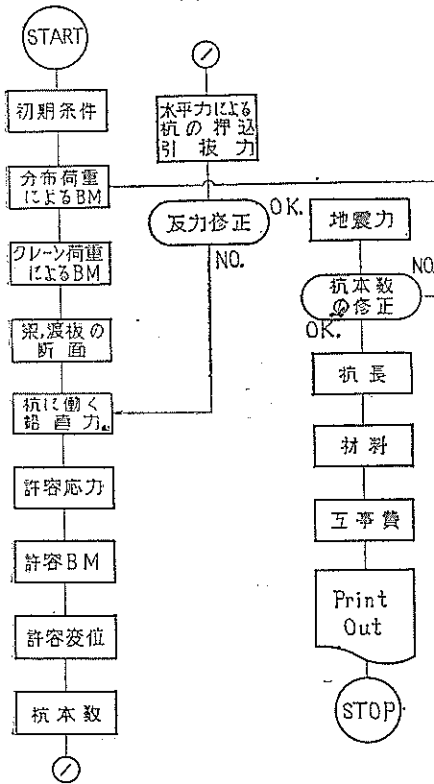 START
初期条件
分布荷重
によるBM
クレーン荷重
によるBM
梁,渡板の
断面
杭に働く
鉛直力
許容応力
許容BM
許容変位
杭本数
水平力による
杭の押込
引抜力
反力修正
OK.
NO.
地震力
杭本数
の修正
NO.
OK.
杭長
材料
工事費
Print
Out
STOP